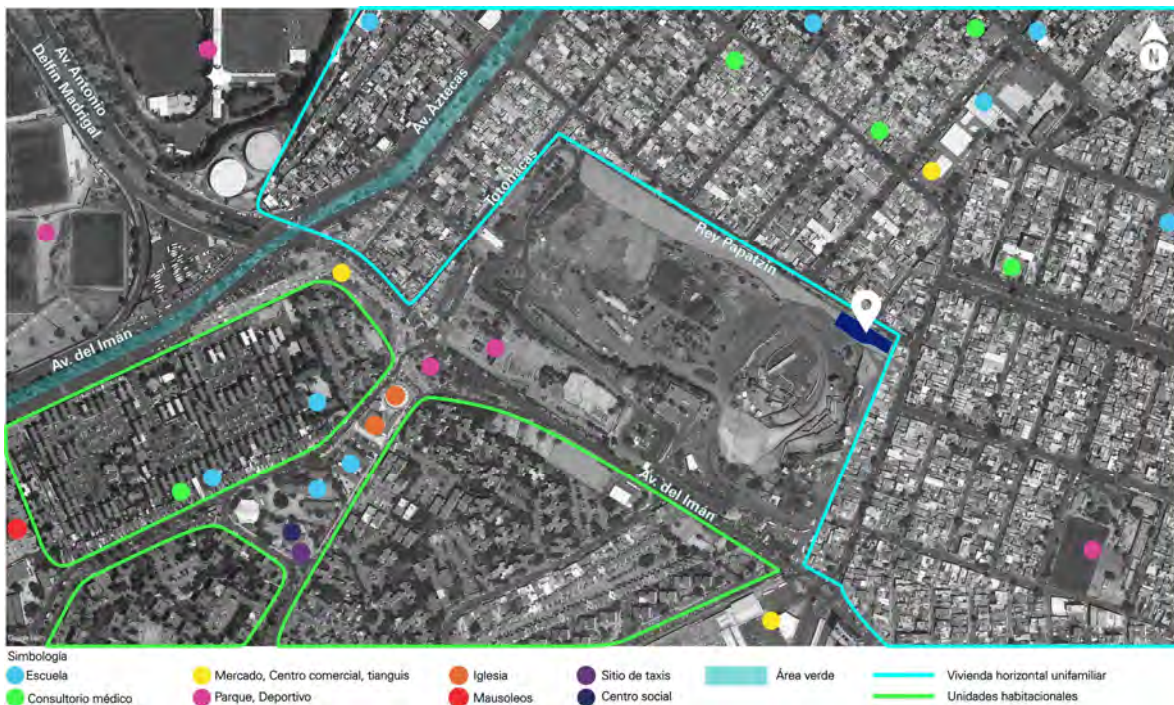 Av. Antonio
Delfín Madrigal
Av. Aztecas
N
Totonacas
Rey Papatzin
Av. del Imán
Av. del Imán
Google Earth
Simbología
Escuela
Mercado, Centro comercial, tianguis
Iglesia
Sitio de taxis
Área verde
Vivienda horizontal unifamiliar
Consultorio médico
Parque, Deportivo
Mausoleos
Centro social
Unidades habitacionales